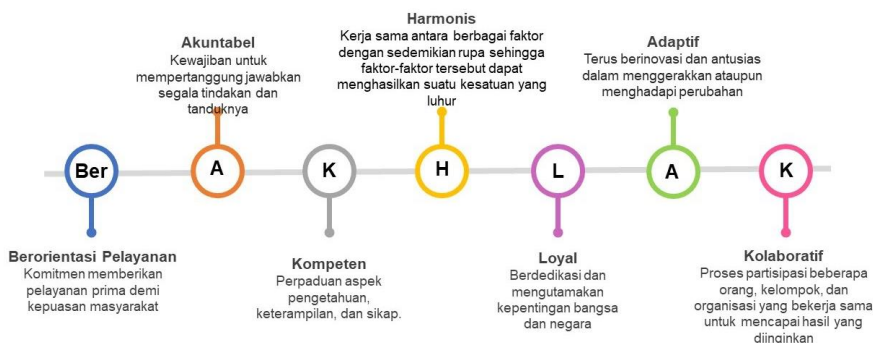 Harmonis
Kerja sama antara berbagai faktor
dengan sedemikian rupa sehingga
faktor-faktor tersebut dapat
menghasilkan suatu kesatuan yang
luhur
Akuntabel
Kewajiban untuk
mempertanggung jawabkan
segala tindakan dan
tanduknya
Adaptif
Terus berinovasi dan antusias
dalam menggerakkan ataupun
menghadapi perubahan
Ber A K H L A K
Berorientasi Pelayanan
Komitmen memberikan
pelayanan prima demi
kepuasan masyarakat
Kompeten
Perpaduan aspek
pengetahuan,
keterampilan, dan sikap.
Loyal
Berdedikasi dan
mengutamakan
kepentingan bangsa
dan negara
Kolaboratif
Proses partisipasi beberapa
orang, kelompok, dan
organisasi yang bekerja sama
untuk mencapai hasil yang
diinginkan